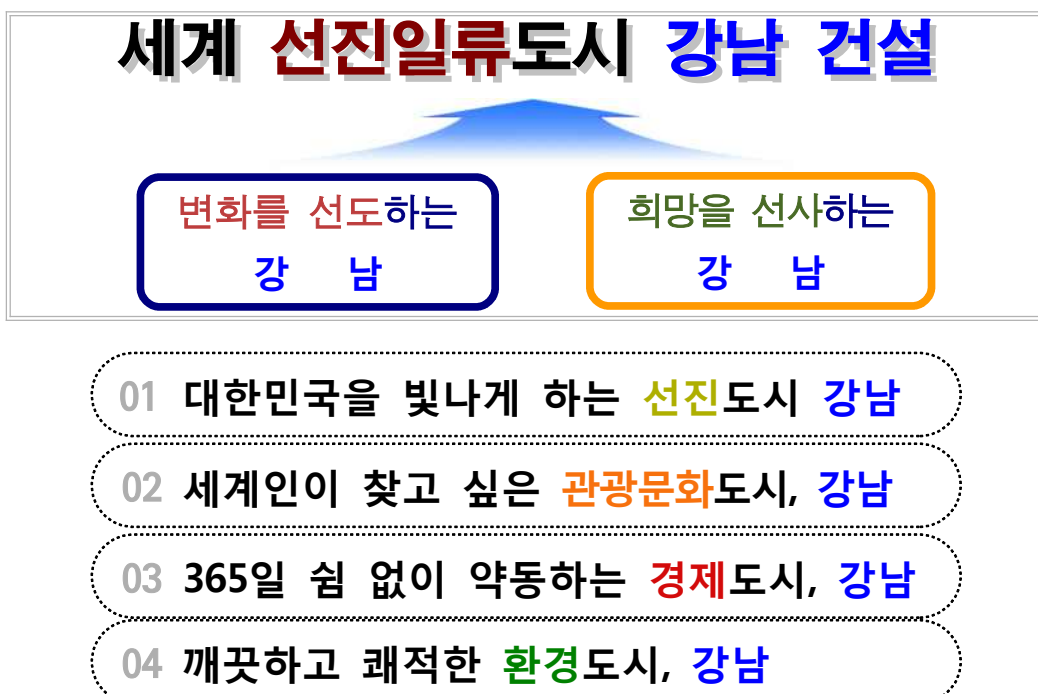 세계 선진일류도시 강남 건설
변화를 선도하는
강 남
희망을 선사하는
강 남
01 대한민국을 빛나게 하는 선진도시 강남
02 세계인이 찾고 싶은 관광문화도시, 강남
03 365일 쉼 없이 약동하는 경제도시, 강남
04 깨끗하고 쾌적한 환경도시, 강남